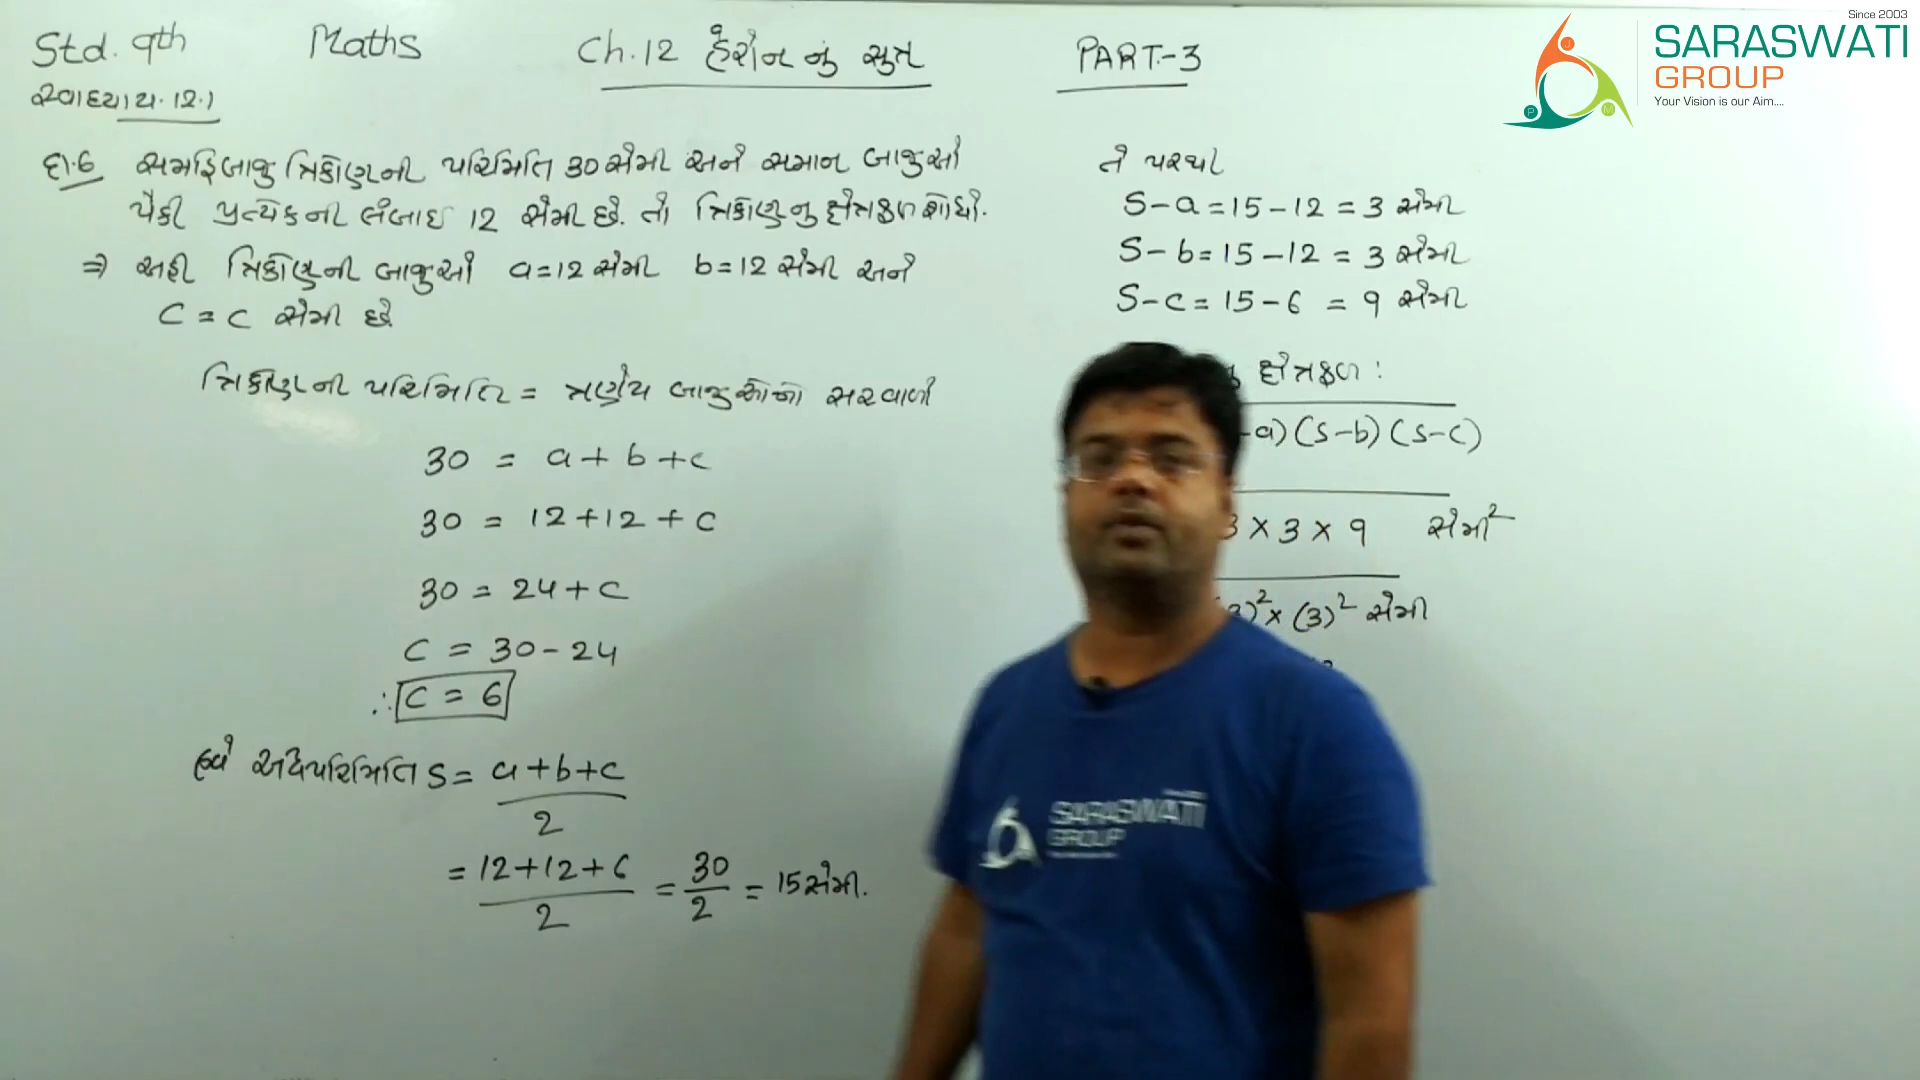 Std. 9th Maths Ch.12 હેરોન નું સુત્ર PART-3
સ્વાધ્યાય.12.1
દા.6 સમદ્વિબાજુ ત્રિકોણની પરિમિતિ 30 સેમી અને સમાન બાજુઓ
પૈકી પ્રત્યેકની લંબાઇ 12 સેમી છે. તો ત્રિકોણનુ ક્ષેત્રફળ શોધો.
⇒ અહી ત્રિકોણની બાજુઓ a=12 સેમી b=12 સેમી અને
C = C સેમી છે
ત્રિકોણની પરિમિતિ = ત્રણેય બાજુઓનો સરવાળો
30 = a + b + c
30 = 12 + 12 + C
30 = 24 + C
C = 30 - 24
∴ C = 6
હવે અર્ધપરિમિતિ S = a + b + c
2
= 12 + 12 + 6 = 30 = 15 સેમી.
2 2
તે પરથી
S - a = 15 - 12 = 3 સેમી
S - b = 15 - 12 = 3 સેમી
S - c = 15 - 6 = 9 સેમી
ક્ષેત્રફળ :
-a) (s-b) (s-c)
3 × 3 × 9 સેમી²
)² × (3)² સેમી
Since 2003
SARASWATI
GROUP
Your Vision is our Aim....
P J M
SARASWATI
GROUP